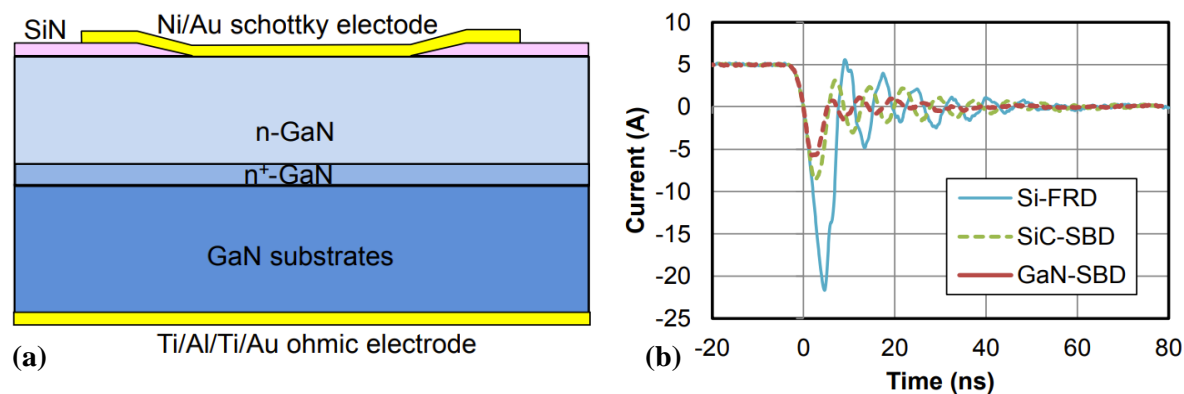 SiN
Ni/Au schottky electode
n-GaN
n⁺-GaN
GaN substrates
Ti/Al/Ti/Au ohmic electrode
(a)
10
5
0
-5
-10
-15
-20
-25
Current (A)
Si-FRD
SiC-SBD
GaN-SBD
-20
0
20
40
60
80
Time (ns)
(b)